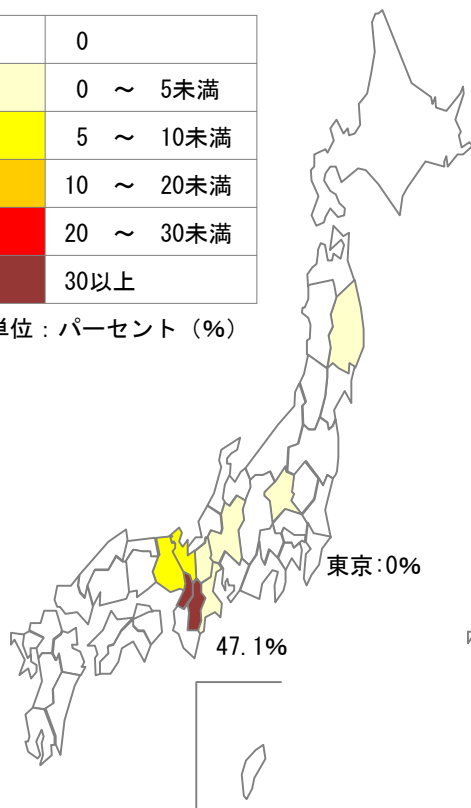 0
0 ～ 5未満
5 ～ 10未満
10 ～ 20未満
20 ～ 30未満
30以上
単位：パーセント（%）
東京：0%
47.1%